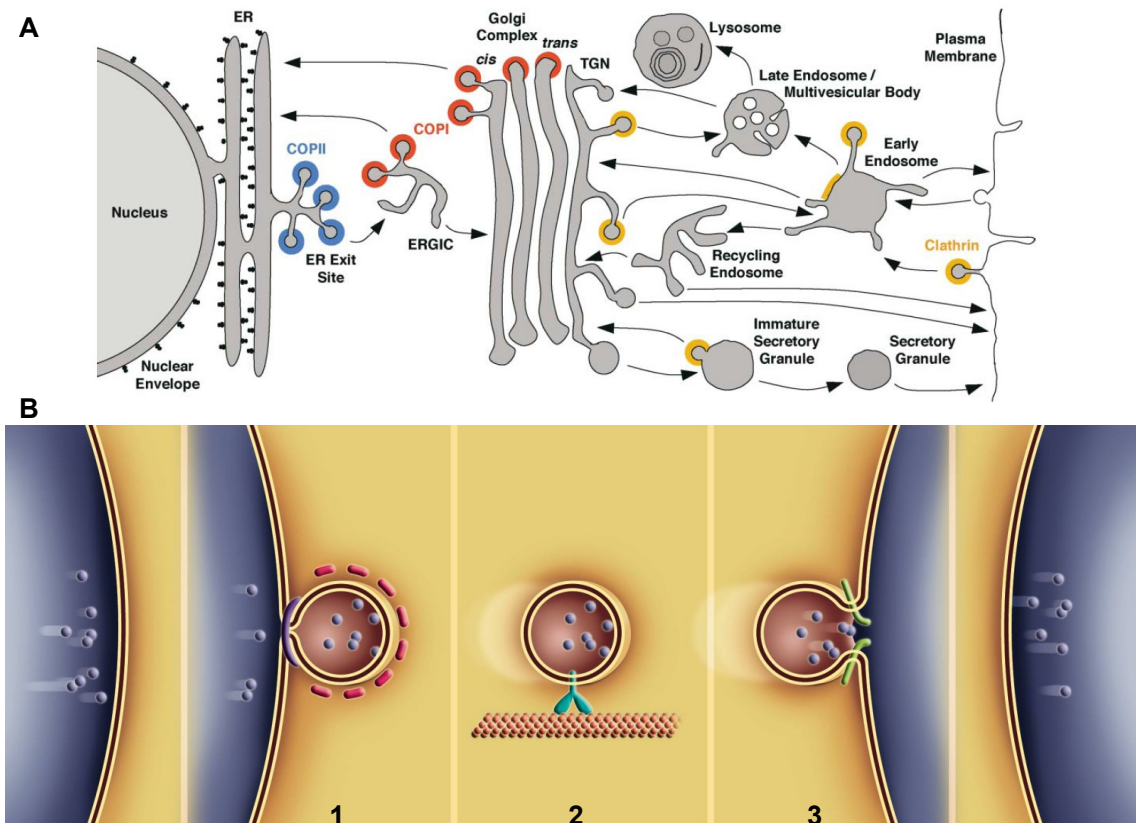 A
ER
Golgi
Complex
cis
trans
TGN
Lysosome
Plasma
Membrane
Late Endosome /
Multivesicular Body
COPI
COPII
Early
Endosome
Nucleus
ERGIC
ER Exit
Site
Recycling
Endosome
Clathrin
Immature
Secretory
Granule
Secretory
Granule
Nuclear
Envelope
B
1
2
3